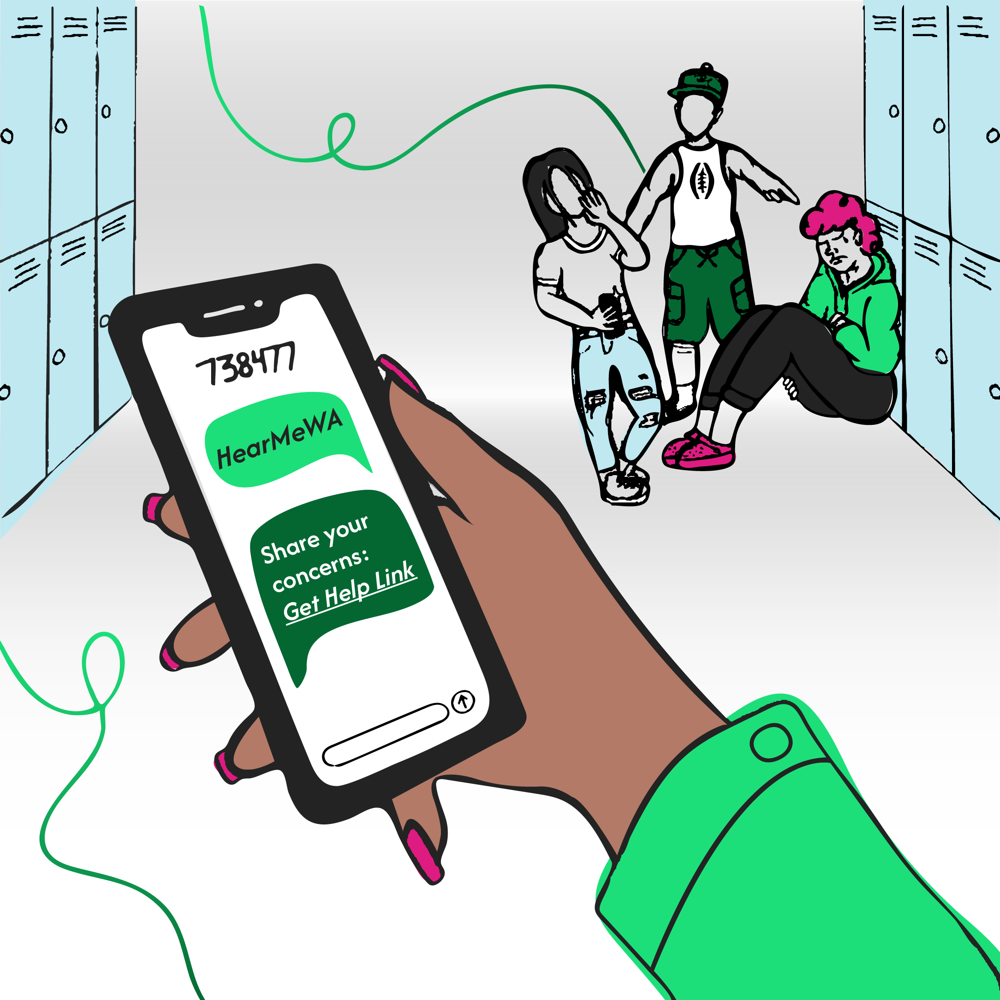 738477
HearMeWA
Share your
concerns:
Get Help Link